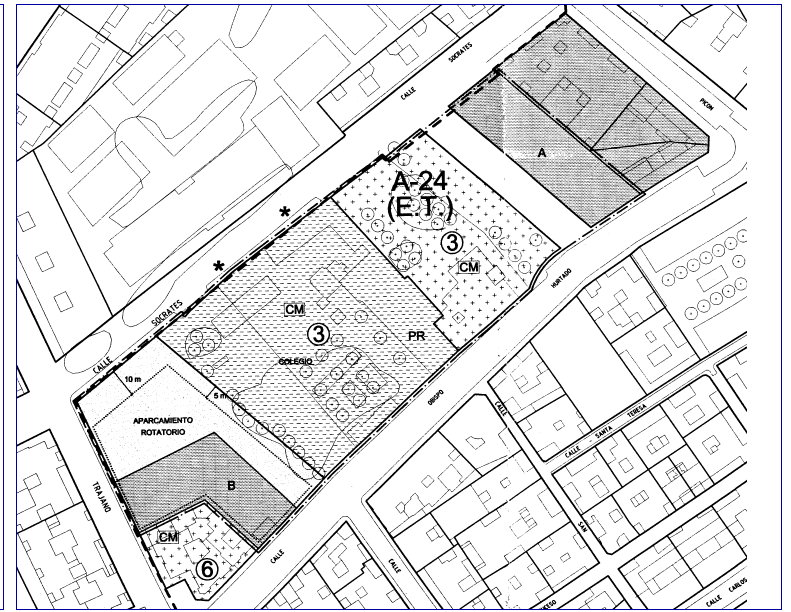 CALLE
SOCRATES
PICON
A
A-24
(E.T.)
3
CM
*
*
CM
SOCRATES
3
PR
HURTADO
CALLE
COLEGIO
10 m
5 m
OBISPO
APARCAMIENTO
ROTATORIO
CALLE
CALLE SANTA TERESA
B
TRAJANO
SAN
CM
CALLE
6
CALLE
CALLE CARLOS